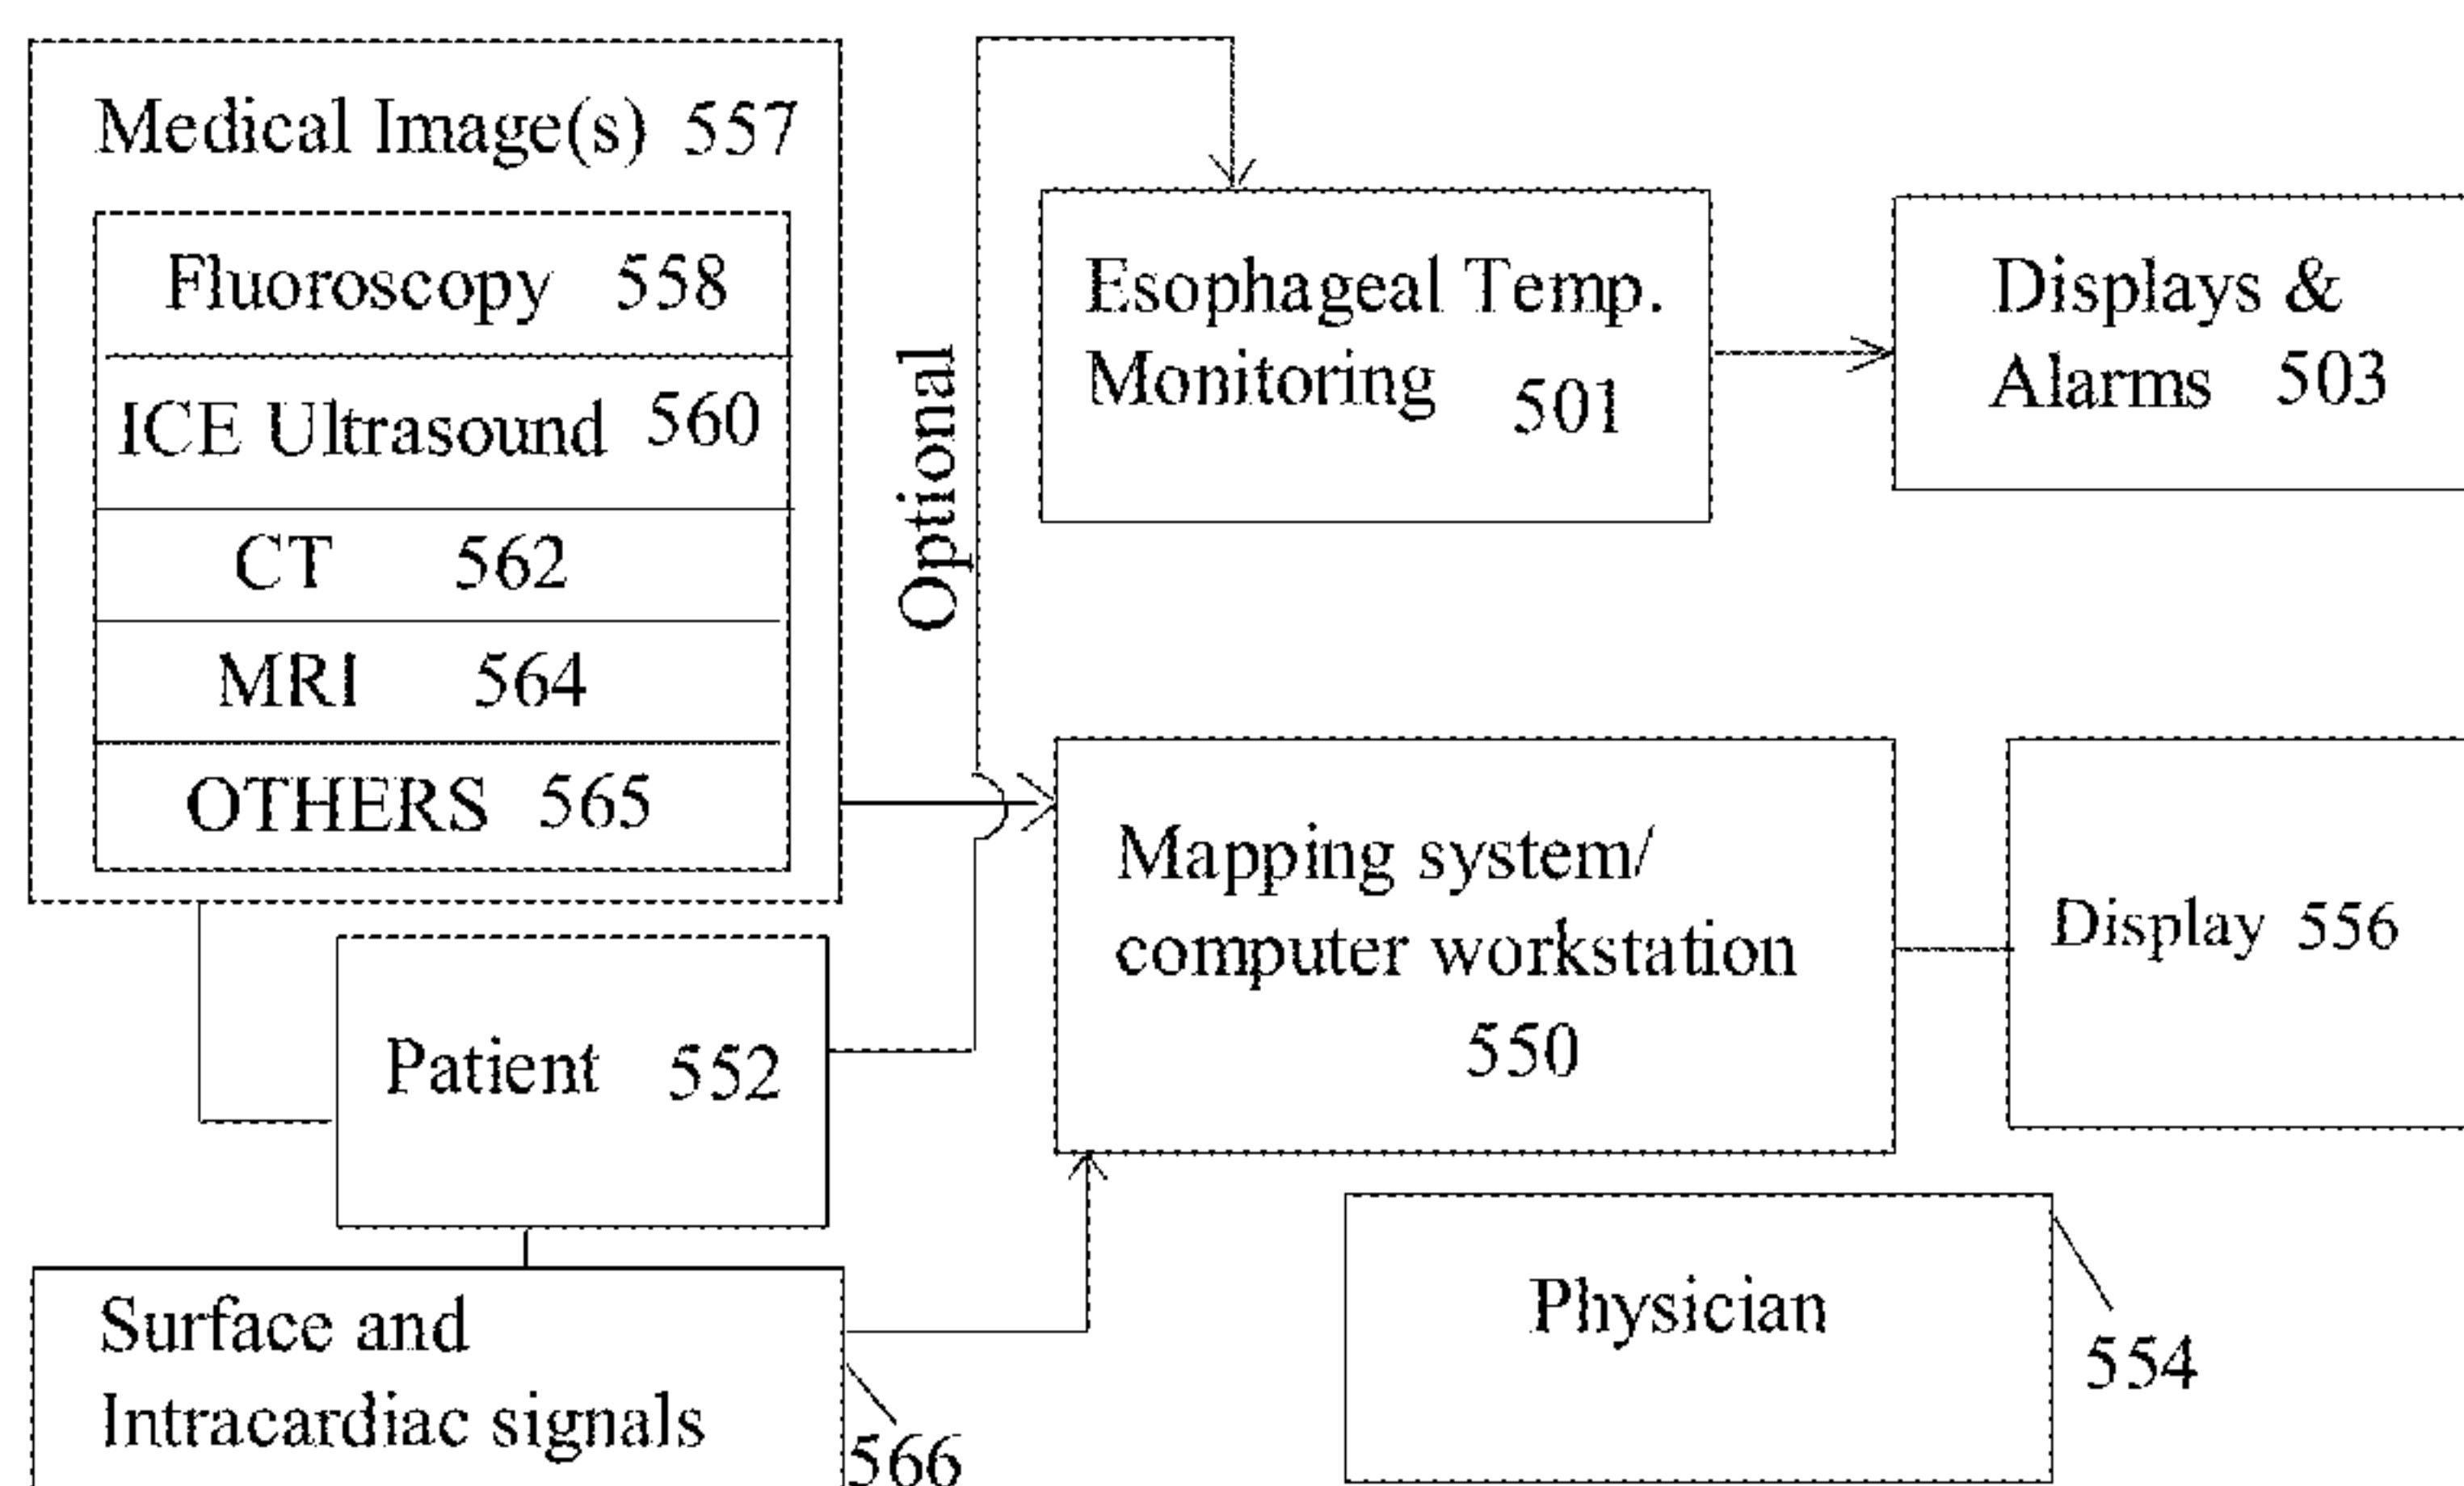 Medical Image(s) 557
Fluoroscopy 558
ICE Ultrasound 560
CT 562
MRI 564
OTHERS 565
Optional
Esophageal Temp.
Monitoring 501
Displays &
Alarms 503
Mapping system/
computer workstation
550
Display 556
Patient 552
Surface and
Intracardiac signals
566
Physician
554